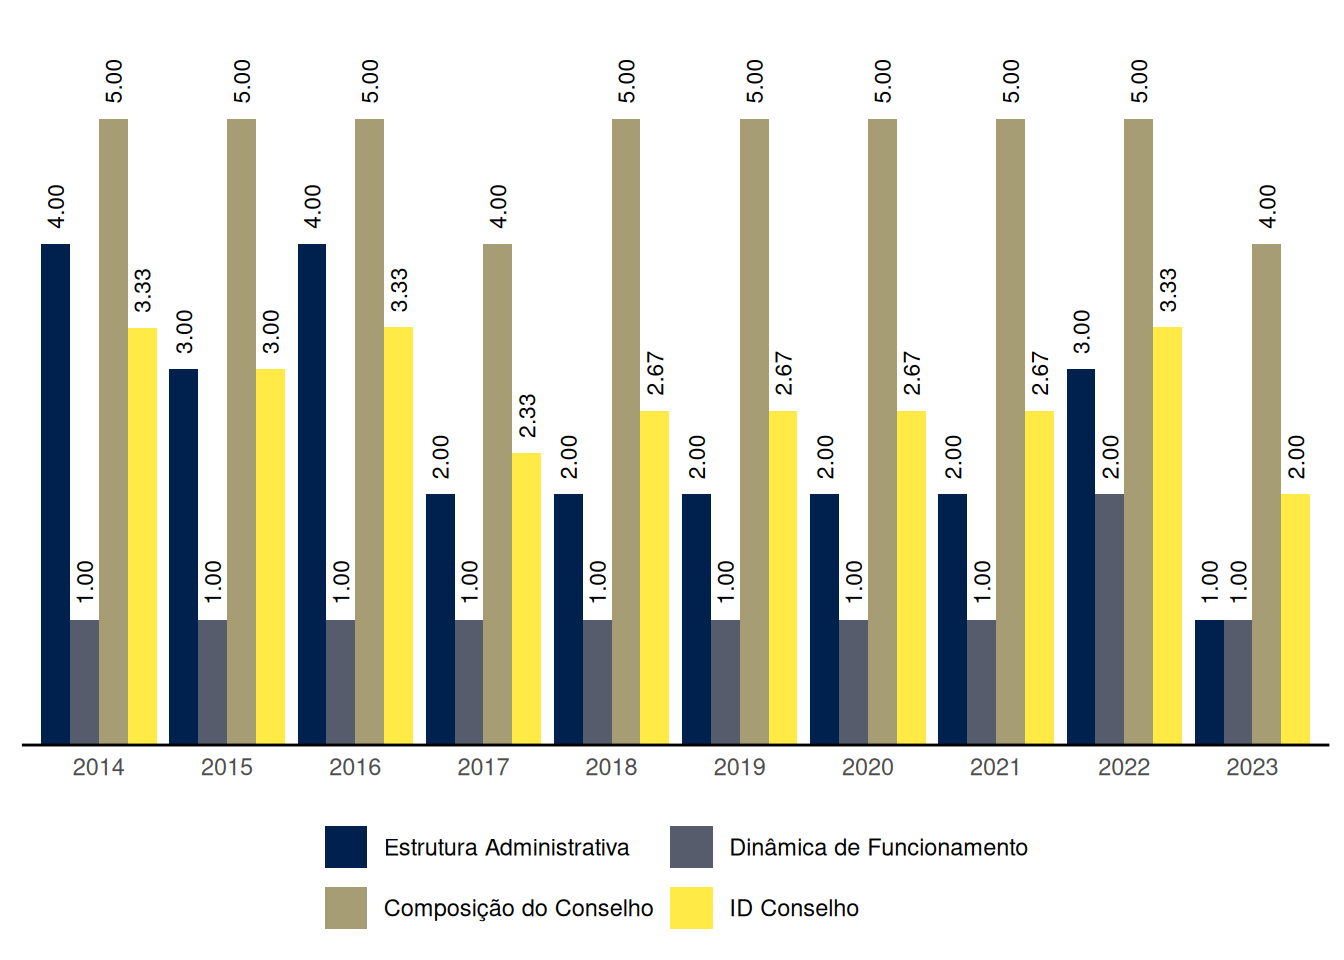 4.00 1.00 5.00 3.33
3.00 1.00 5.00 3.00
4.00 1.00 5.00 3.33
2.00 1.00 4.00 2.33
2.00 1.00 5.00 2.67
2.00 1.00 5.00 2.67
2.00 1.00 5.00 2.67
2.00 1.00 5.00 2.67
3.00 2.00 5.00 3.33
1.00 1.00 4.00 2.00
2014 2015 2016 2017 2018 2019 2020 2021 2022 2023
Estrutura Administrativa Dinâmica de Funcionamento
Composição do Conselho ID Conselho